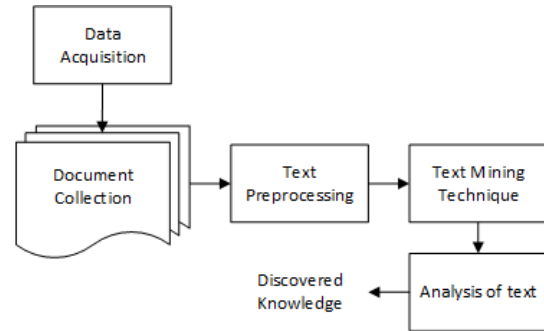 Data
Acquisition
Document
Collection
Text
Preprocessing
Text Mining
Technique
Analysis of text
Discovered
Knowledge